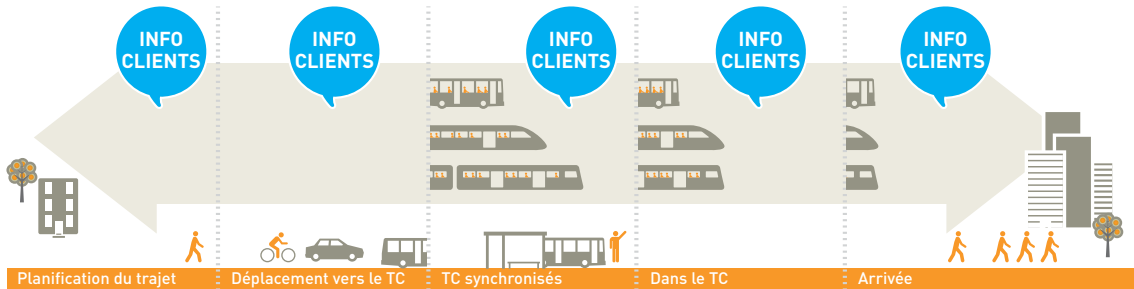 INFO
CLIENTS
INFO
CLIENTS
INFO
CLIENTS
INFO
CLIENTS
INFO
CLIENTS
Planification du trajet
Déplacement vers le TC
TC synchronisés
Dans le TC
Arrivée